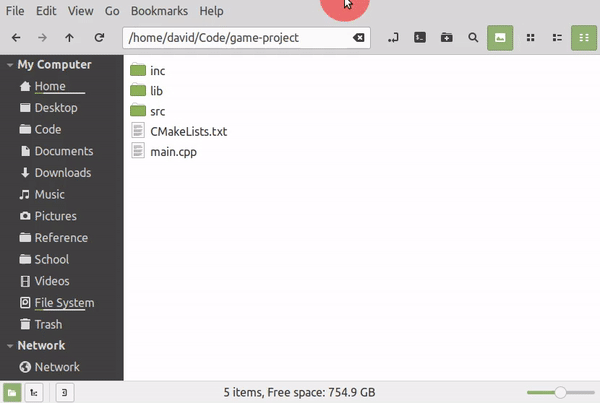 File Edit View Go Bookmarks Help
/home/david/Code/game-project
My Computer
Home
Desktop
Code
Documents
Downloads
Music
Pictures
Reference
School
Videos
File System
Trash
Network
Network
inc
lib
src
CMakeLists.txt
main.cpp
5 items, Free space: 754.9 GB